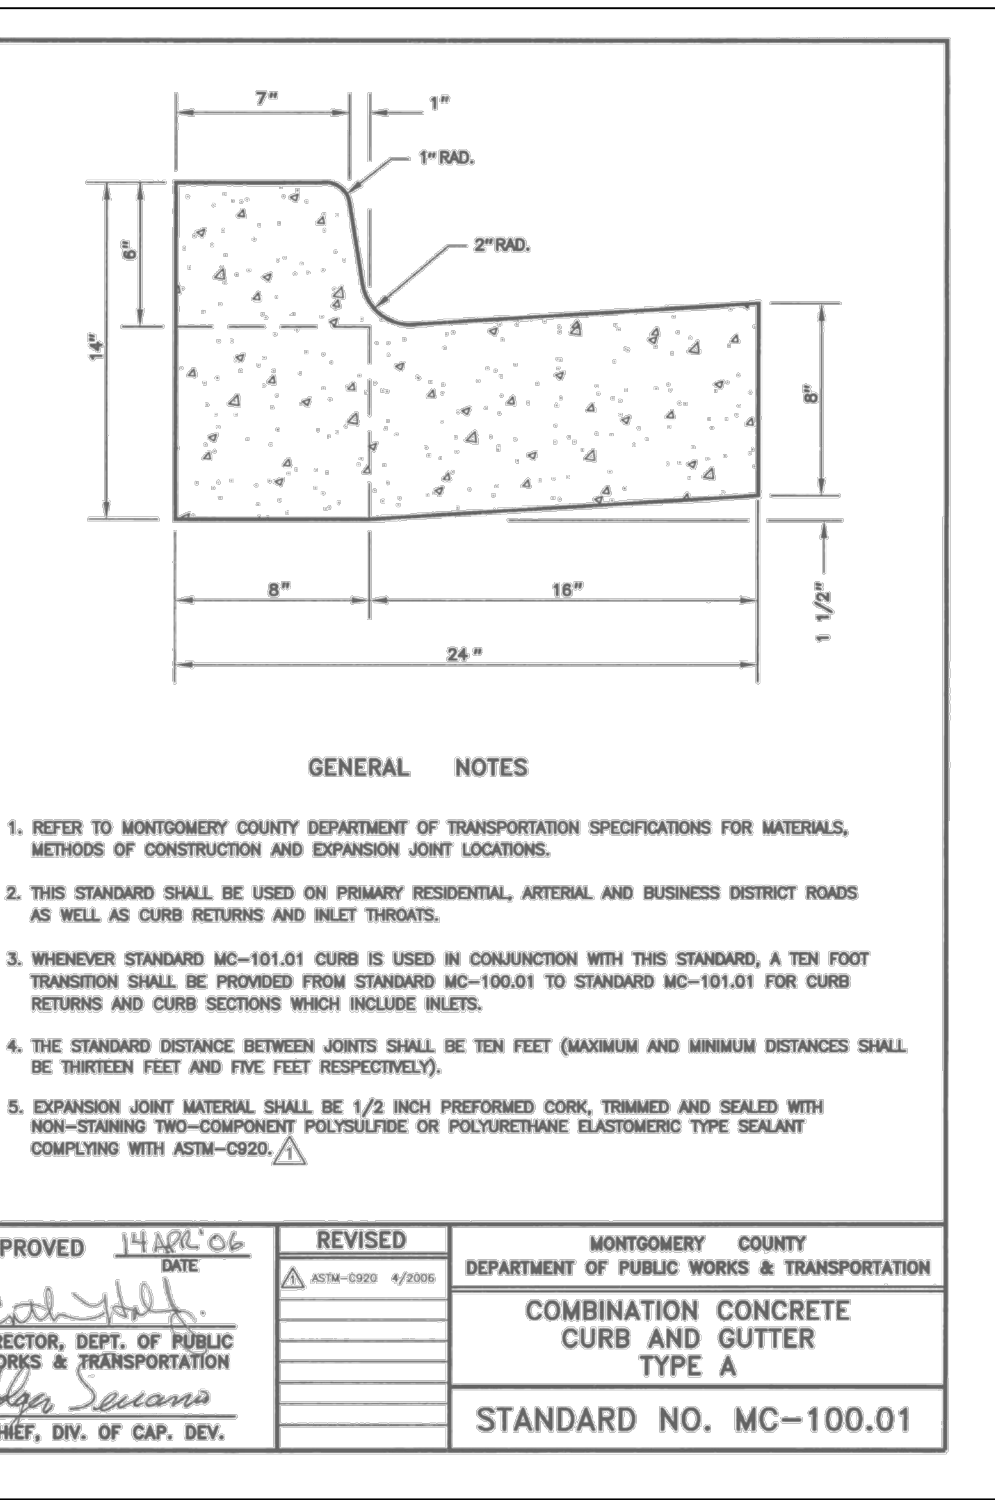 7"
1"
1" RAD.
2" RAD.
6"
14"
8"
8"
16"
1 1/2"
24"
GENERAL NOTES
1. REFER TO MONTGOMERY COUNTY DEPARTMENT OF TRANSPORTATION SPECIFICATIONS FOR MATERIALS,
METHODS OF CONSTRUCTION AND EXPANSION JOINT LOCATIONS.
2. THIS STANDARD SHALL BE USED ON PRIMARY RESIDENTIAL, ARTERIAL AND BUSINESS DISTRICT ROADS
AS WELL AS CURB RETURNS AND INLET THROATS.
3. WHENEVER STANDARD MC-101.01 CURB IS USED IN CONJUNCTION WITH THIS STANDARD, A TEN FOOT
TRANSITION SHALL BE PROVIDED FROM STANDARD MC-100.01 TO STANDARD MC-101.01 FOR CURB
RETURNS AND CURB SECTIONS WHICH INCLUDE INLETS.
4. THE STANDARD DISTANCE BETWEEN JOINTS SHALL BE TEN FEET (MAXIMUM AND MINIMUM DISTANCES SHALL
BE THIRTEEN FEET AND FIVE FEET RESPECTIVELY).
5. EXPANSION JOINT MATERIAL SHALL BE 1/2 INCH PREFORMED CORK, TRIMMED AND SEALED WITH
NON-STAINING TWO-COMPONENT POLYSULFIDE OR POLYURETHANE ELASTOMERIC TYPE SEALANT
COMPLYING WITH ASTM-C920. 1
PROVED 14 APR '06
DATE
RECTOR, DEPT. OF PUBLIC
ORKS & TRANSPORTATION
HIEF, DIV. OF CAP. DEV.
REVISED
1 ASTM-C920 4/2006
MONTGOMERY COUNTY
DEPARTMENT OF PUBLIC WORKS & TRANSPORTATION
COMBINATION CONCRETE
CURB AND GUTTER
TYPE A
STANDARD NO. MC-100.01